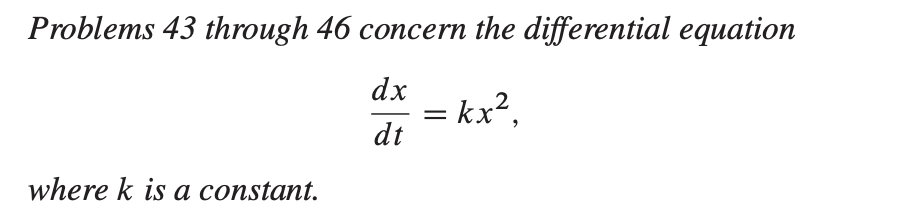 Problems 43 through 46 concern the differential equation
dx/dt = kx²,
where k is a constant.